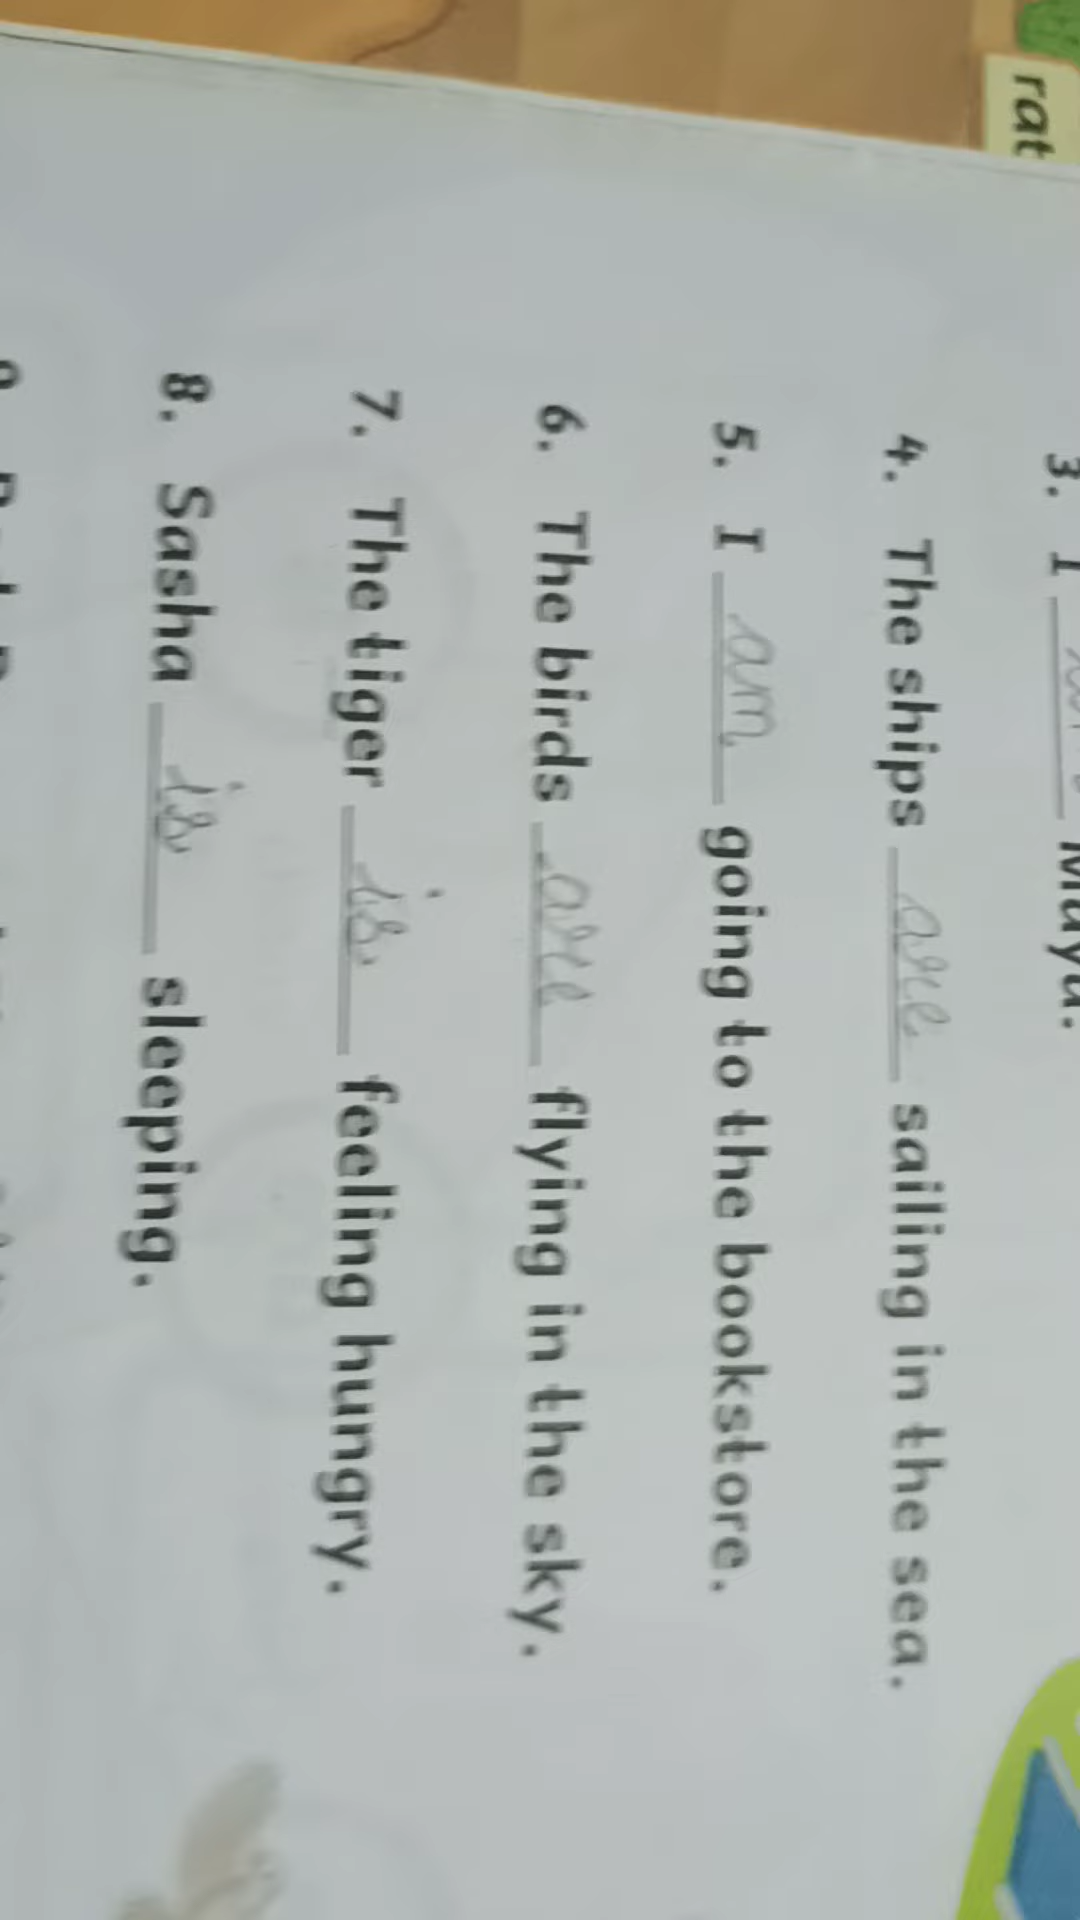 rat
3. I Maya.
4. The ships are sailing in the sea.
5. I am going to the bookstore.
6. The birds are flying in the sky.
7. The tiger is feeling hungry.
8. Sasha is sleeping.